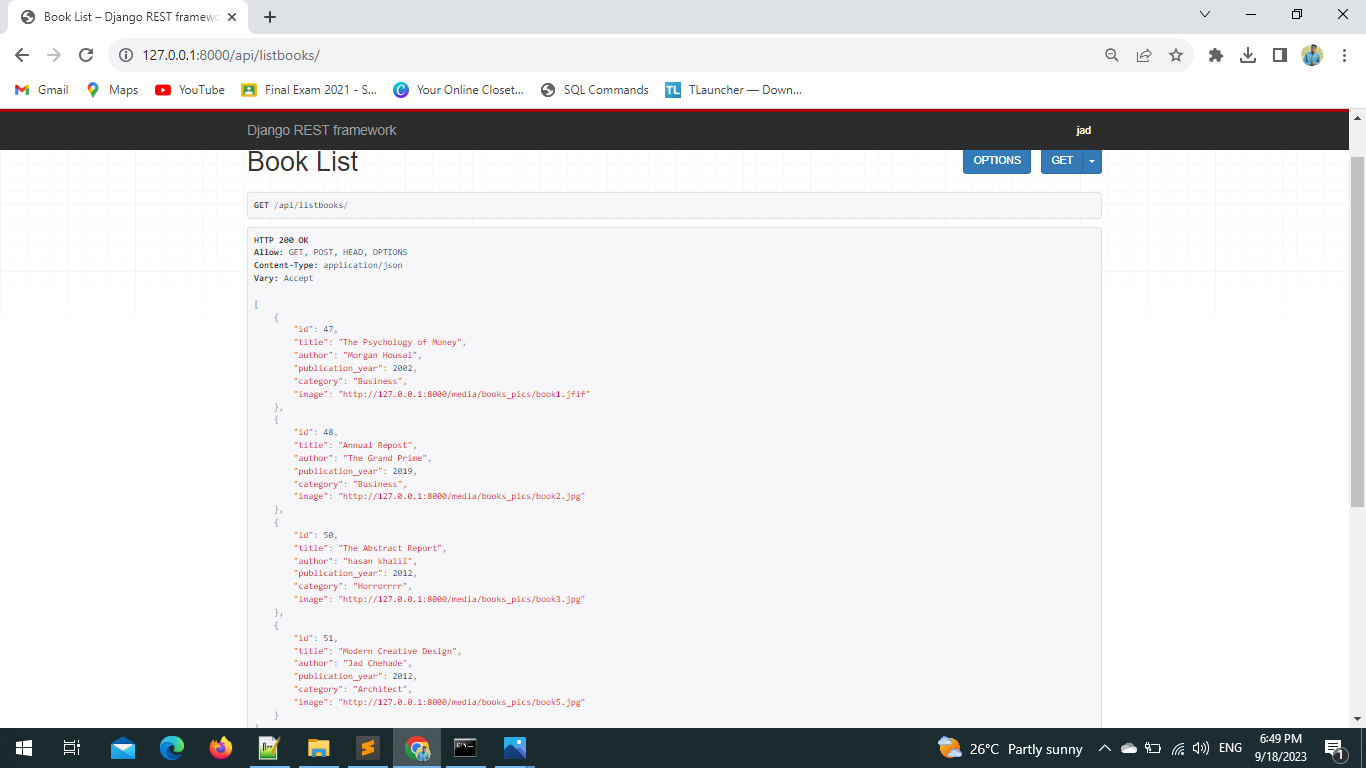 Book List – Django REST framewo
127.0.0.1:8000/api/listbooks/
Gmail
Maps
YouTube
Final Exam 2021 - S...
Your Online Closet...
SQL Commands
TL
TLauncher — Down...
Django REST framework
jad
Book List
OPTIONS
GET
GET /api/listbooks/
HTTP 200 OK
Allow: GET, POST, HEAD, OPTIONS
Content-Type: application/json
Vary: Accept
[
{
"id": 47,
"title": "The Psychology of Money",
"author": "Morgan Housal",
"publication_year": 2002,
"category": "Business",
"image": "http://127.0.0.1:8000/media/books_pics/book1.jfif"
},
{
"id": 48,
"title": "Annual Repost",
"author": "The Grand Prime",
"publication_year": 2019,
"category": "Business",
"image": "http://127.0.0.1:8000/media/books_pics/book2.jpg"
},
{
"id": 50,
"title": "The Abstract Report",
"author": "hasan khalil",
"publication_year": 2012,
"category": "Horrorrrr",
"image": "http://127.0.0.1:8000/media/books_pics/book3.jpg"
},
{
"id": 51,
"title": "Modern Creative Design",
"author": "Jad Chehade",
"publication_year": 2012,
"category": "Architect",
"image": "http://127.0.0.1:8000/media/books_pics/book5.jpg"
}
26°C Partly sunny
ENG
6:49 PM
9/18/2023
1